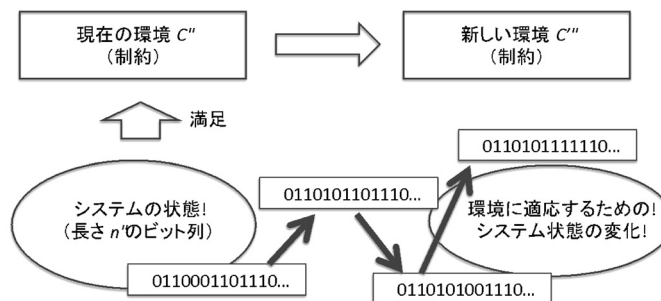 現在の環境 C"
(制約)
新しい環境 C'"
(制約)
満足
0110101111110...
0110101101110...
システムの状態!
(長さ n'のビット列)
環境に適応するための!
システム状態の変化!
0110001101110...
0110101001110...